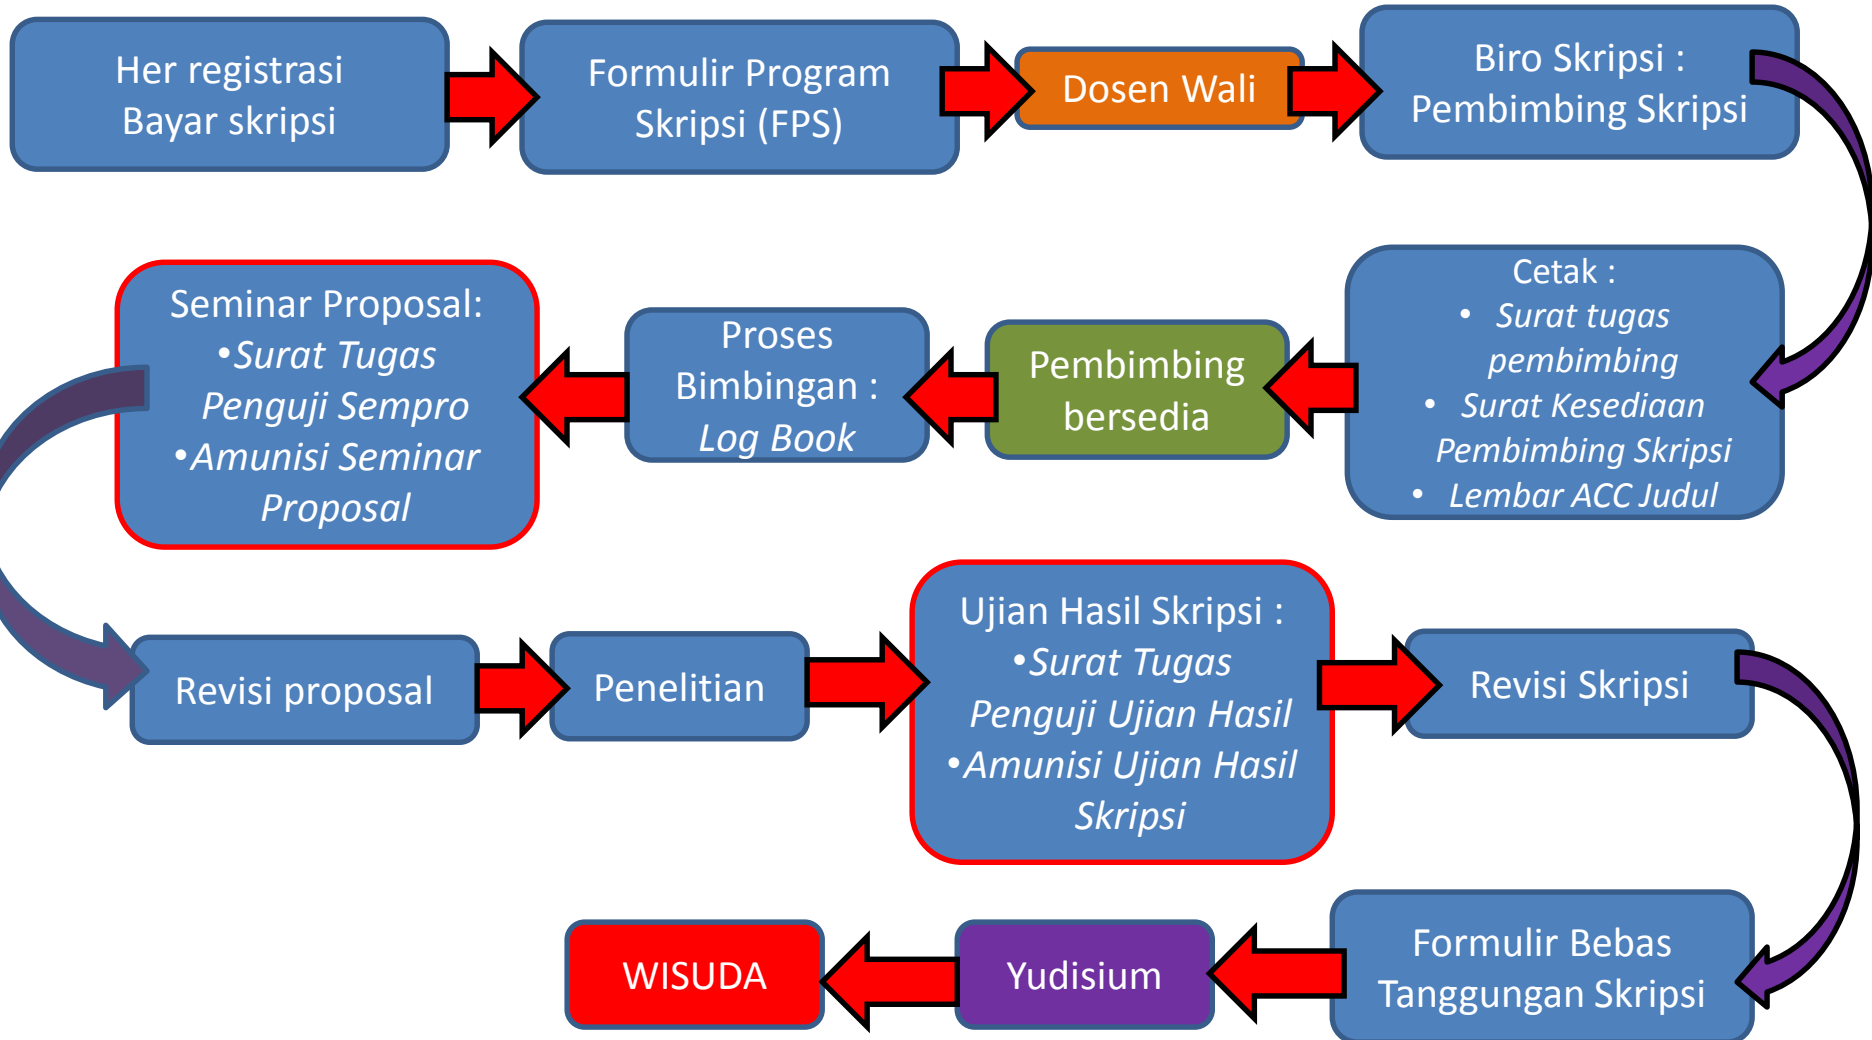 Her registrasi
Bayar skripsi
Formulir Program
Skripsi (FPS)
Dosen Wali
Biro Skripsi :
Pembimbing Skripsi
Cetak :
• Surat tugas
pembimbing
• Surat Kesediaan
Pembimbing Skripsi
• Lembar ACC Judul
Pembimbing
bersedia
Proses
Bimbingan :
Log Book
Seminar Proposal:
•Surat Tugas
Penguji Sempro
•Amunisi Seminar
Proposal
Revisi proposal
Penelitian
Ujian Hasil Skripsi :
•Surat Tugas
Penguji Ujian Hasil
•Amunisi Ujian Hasil
Skripsi
Revisi Skripsi
Formulir Bebas
Tanggungan Skripsi
Yudisium
WISUDA